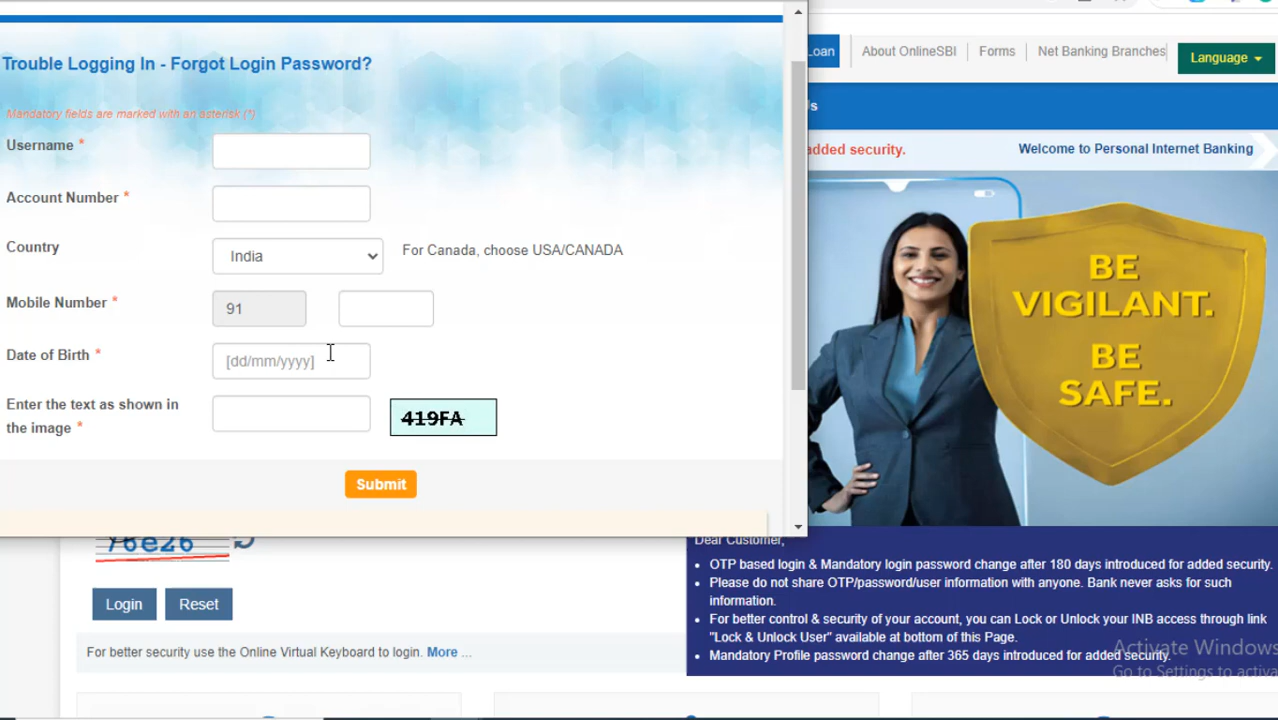 Trouble Logging In - Forgot Login Password?
Mandatory fields are marked with an asterisk (*)
Username *
Account Number *
Country
India
For Canada, choose USA/CANADA
Mobile Number *
91
Date of Birth *
[dd/mm/yyyy]
Enter the text as shown in
the image *
419FA
Submit
Loan
About OnlineSBI
Forms
Net Banking Branches
Language
added security.
Welcome to Personal Internet Banking
BE
VIGILANT.
BE
SAFE.
Login
Reset
For better security use the Online Virtual Keyboard to login. More ...
Dear Customer,
• OTP based login & Mandatory login password change after 180 days introduced for added security.
• Please do not share OTP/password/user information with anyone. Bank never asks for such
information.
• For better control & security of your account, you can Lock or Unlock your INB access through link
"Lock & Unlock User" available at bottom of this Page.
• Mandatory Profile password change after 365 days introduced for added security.
Activate Windows
Go to Settings to activa